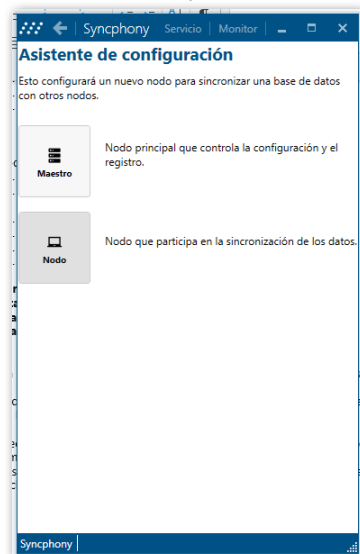 Syncphony Servicio Monitor
Asistente de configuración
Esto configurará un nuevo nodo para sincronizar una base de datos
con otros nodos.
Maestro
Nodo principal que controla la configuración y el
registro.
Nodo
Nodo que participa en la sincronización de los datos.
Syncphony